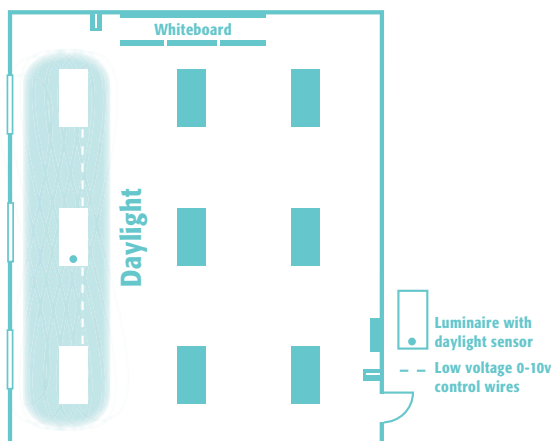 Whiteboard
Daylight
Luminaire with
daylight sensor
Low voltage 0-10v
control wires